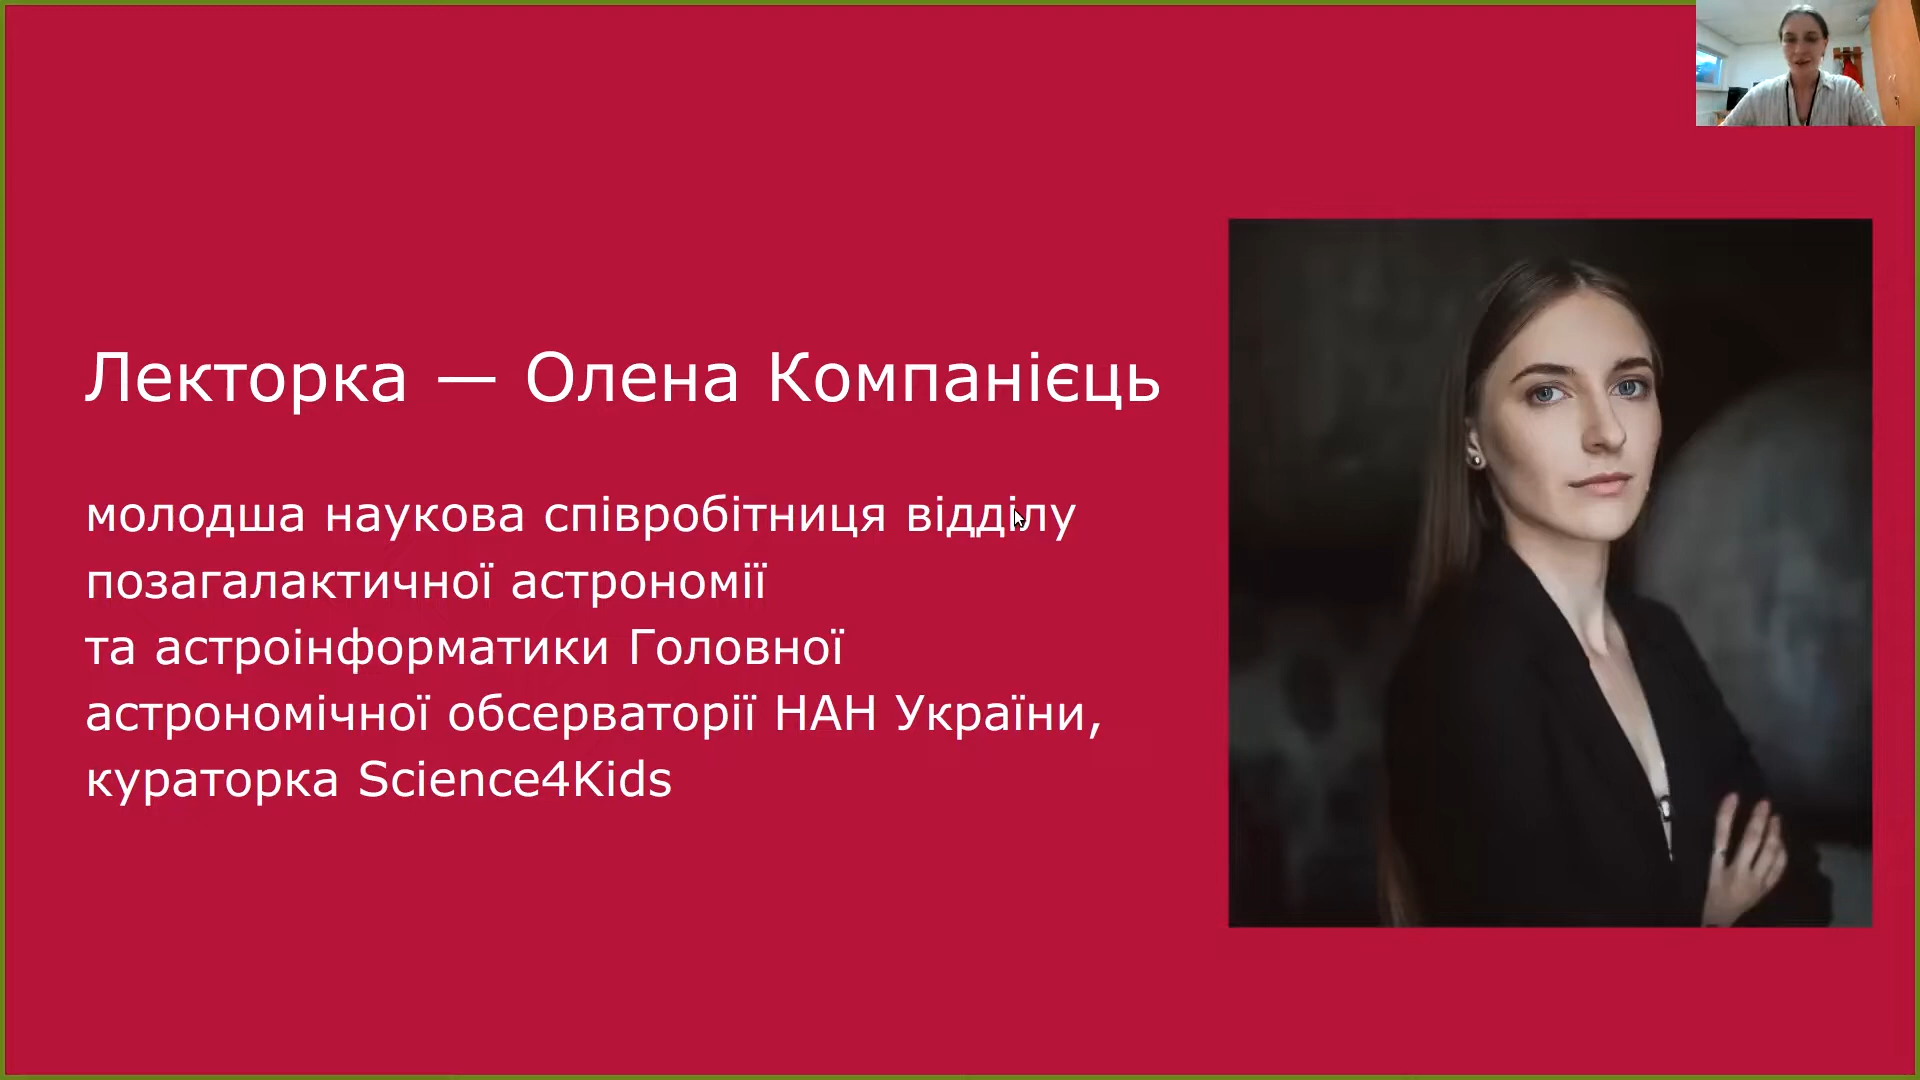 Лекторка — Олена Компанієць
молодша наукова співробітниця відділу
позагалактичної астрономії
та астроінформатики Головної
астрономічної обсерваторії НАН України,
кураторка Science4Kids